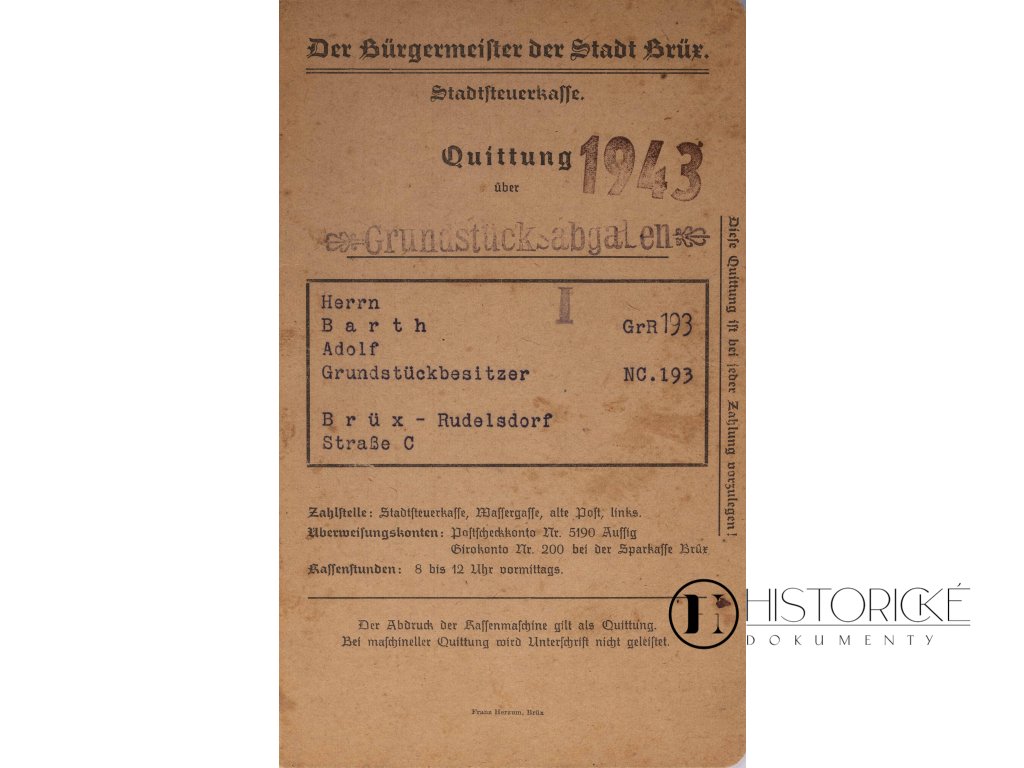 Der Bürgermeister der Stadt Brüx.
Stadtsteuerkasse.
Quittung 1943
über
Grundstücksabgaben
Herrn I
Barth GrR 193
Adolf
Grundstückbesitzer NC.193
Brüx - Rudelsdorf
Straße C
Diese Quittung ist bei jeder Zahlung vorzulegen!
Zahlstelle: Stadtsteuerkasse, Wassergasse, alte Post, links.
Überweisungskonten: Postscheckkonto Nr. 5190 Aussig
Girokonto Nr. 200 bei der Sparkasse Brüx
Kassenstunden: 8 bis 12 Uhr vormittags.
Der Abdruck der Kassenmaschine gilt als Quittung.
Bei maschineller Quittung wird Unterschrift nicht geleistet.
Franz Herzum, Brüx
HISTORICKÉ
DOKUMENTY